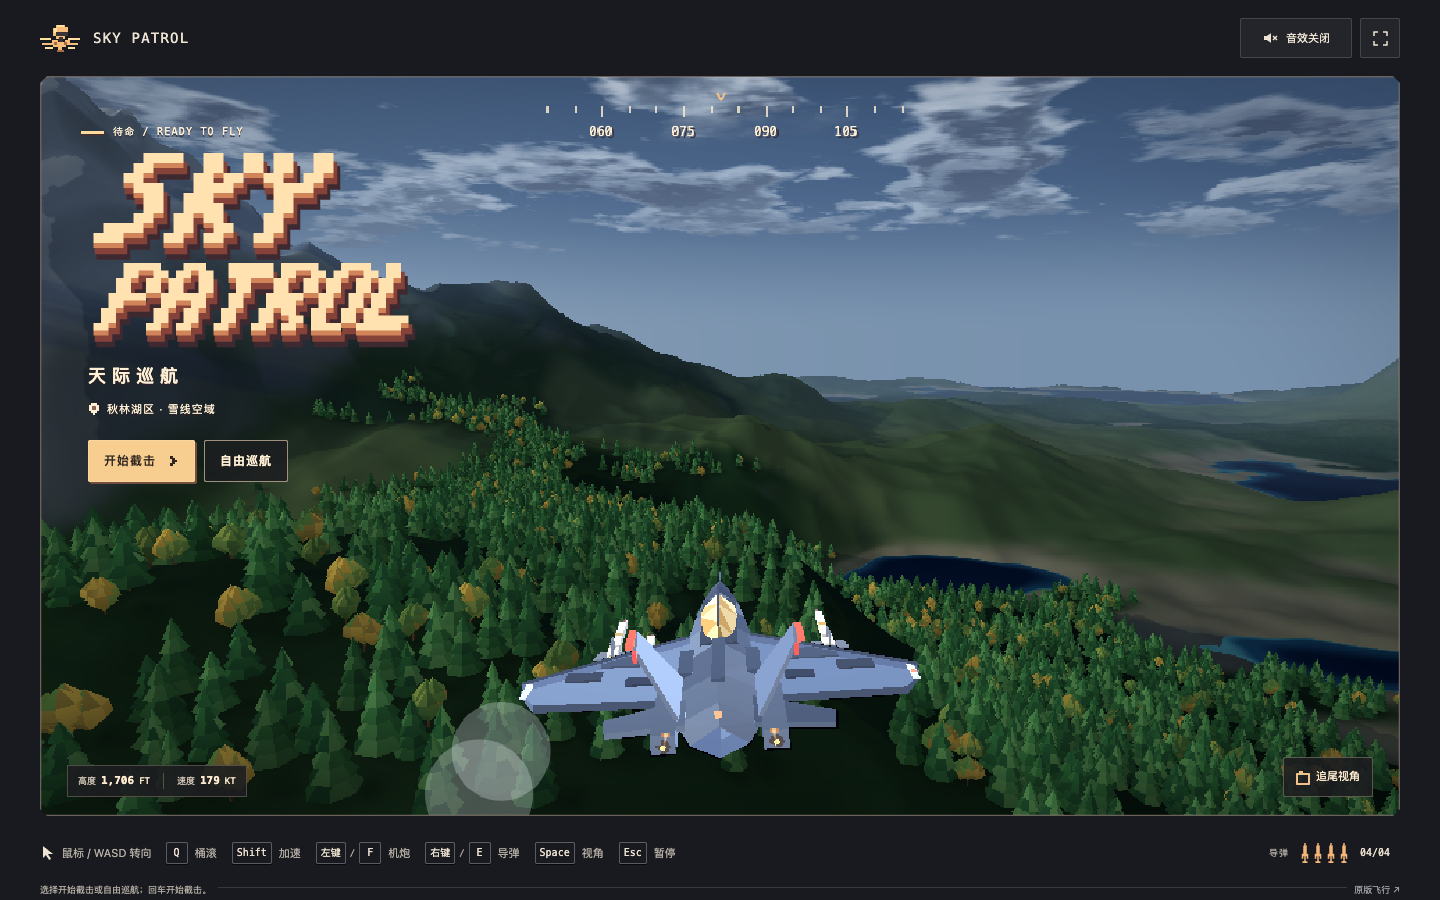 SKY PATROL
音效关闭
待命 / READY TO FLY
060 075 090 105
SKY
PATROL
天际巡航
秋林湖区 · 雪线空域
开始截击
自由巡航
高度 1,706 FT 速度 179 KT
追尾视角
鼠标 / WASD 转向 Q 桶滚 Shift 加速 左键 / F 机炮 右键 / E 导弹 Space 视角 Esc 暂停
导弹 04/04
选择开始截击或自由巡航；回车开始截击。
原版飞行 ↗